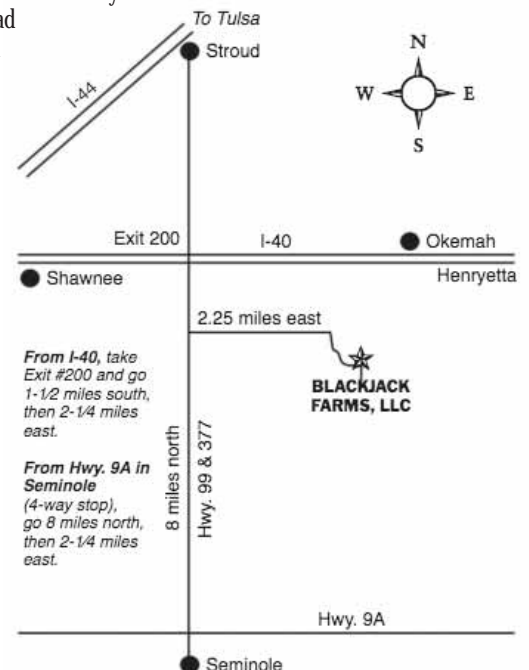 ad
To Tulsa
Stroud
I-44
N
W E
S
Exit 200 I-40 Okemah
Shawnee Henryetta
2.25 miles east
From I-40, take
Exit #200 and go
1-1/2 miles south,
then 2-1/4 miles
east.
BLACKJACK
FARMS, LLC
From Hwy. 9A in
Seminole
(4-way stop),
go 8 miles north,
then 2-1/4 miles
east.
8 miles north
Hwy. 99 & 377
Hwy. 9A
Seminole